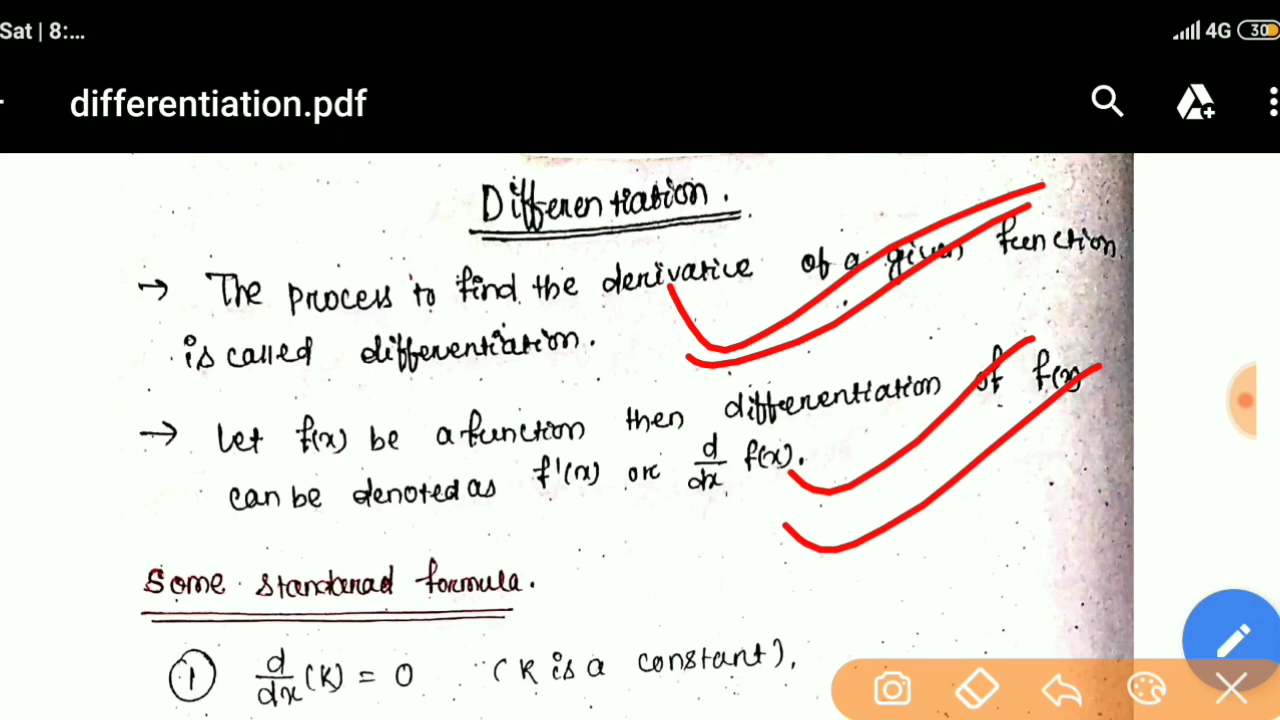 Sat | 8:...
4G 30
differentiation.pdf
Differentiation.
→ The process to find the derivative of a given function
is called differentiation.
→ Let f(x) be a function then differentiation of f(x)
can be denoted as f'(x) or d/dx f(x).
Some standarad formula.
① d/dx (K) = 0 (K is a constant).